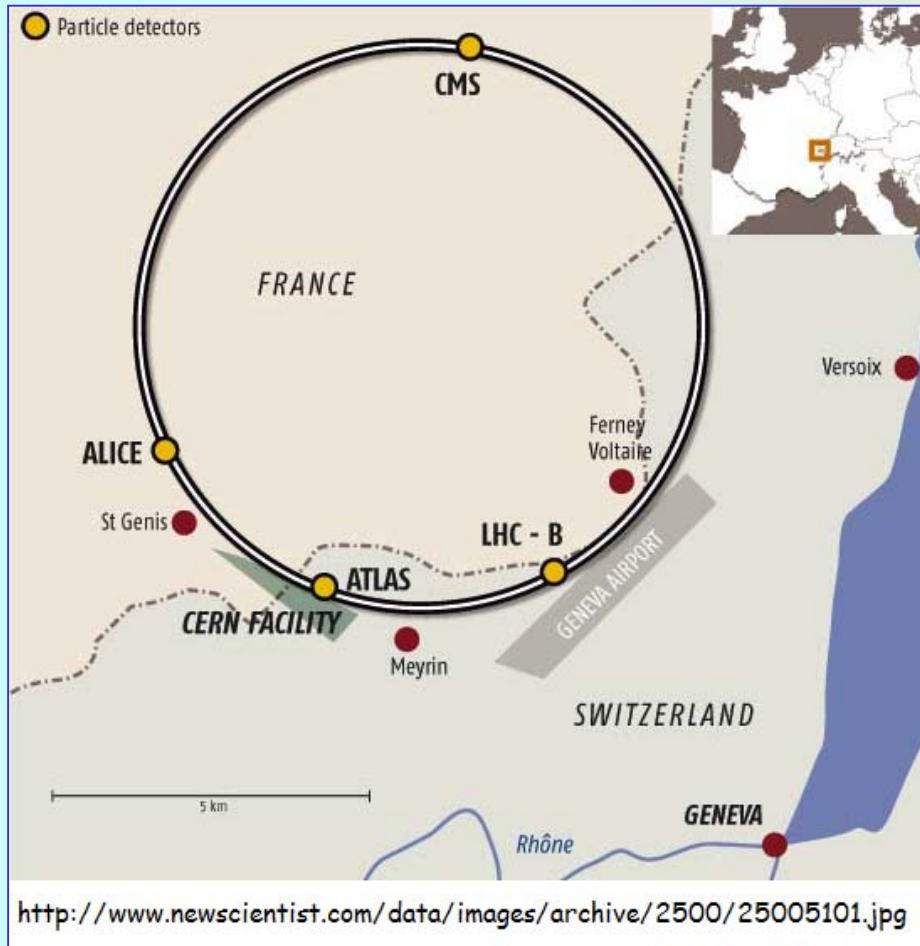 Particle detectors
CMS
FRANCE
Versoix
Ferney
Voltaire
ALICE
St Genis
LHC - B
ATLAS
GENEVA AIRPORT
CERN FACILITY
Meyrin
SWITZERLAND
5 km
GENEVA
Rhône
http://www.newscientist.com/data/images/archive/2500/25005101.jpg